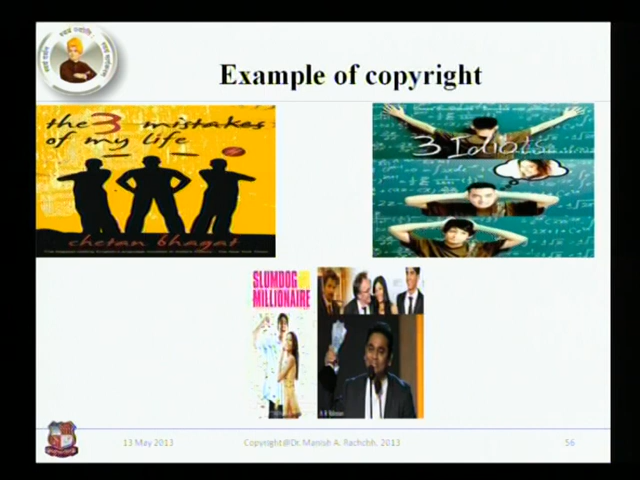 Example of copyright
the 3 mistakes
of my life
chetan bhagat
3 Idiots
SLUMDOG
MILLIONAIRE
13 May 2013
Copyright@Dr. Manish A. Rachchh. 2013
56